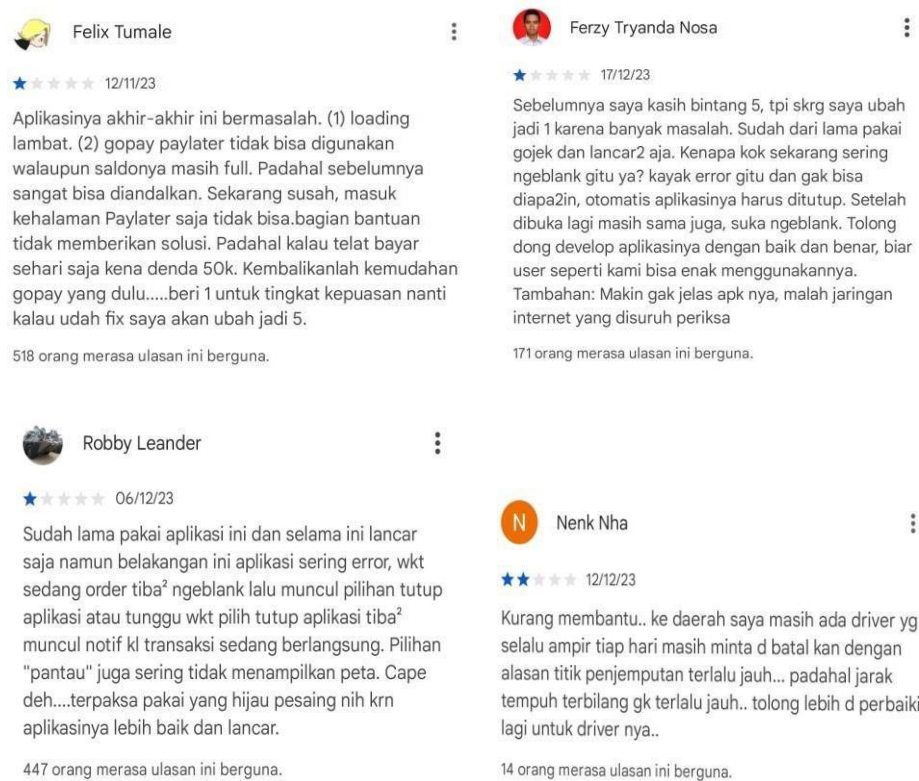 Felix Tumale
12/11/23
Aplikasinya akhir-akhir ini bermasalah. (1) loading
lambat. (2) gopay paylater tidak bisa digunakan
walaupun saldonya masih full. Padahal sebelumnya
sangat bisa diandalkan. Sekarang susah, masuk
kehalaman Paylater saja tidak bisa.bagian bantuan
tidak memberikan solusi. Padahal kalau telat bayar
sehari saja kena denda 50k. Kembalikanlah kemudahan
gopay yang dulu.....beri 1 untuk tingkat kepuasan nanti
kalau udah fix saya akan ubah jadi 5.
518 orang merasa ulasan ini berguna.
Ferzy Tryanda Nosa
17/12/23
Sebelumnya saya kasih bintang 5, tpi skrg saya ubah
jadi 1 karena banyak masalah. Sudah dari lama pakai
gojek dan lancar2 aja. Kenapa kok sekarang sering
ngeblank gitu ya? kayak error gitu dan gak bisa
diapa2in, otomatis aplikasinya harus ditutup. Setelah
dibuka lagi masih sama juga, suka ngeblank. Tolong
dong develop aplikasinya dengan baik dan benar, biar
user seperti kami bisa enak menggunakannya.
Tambahan: Makin gak jelas apk nya, malah jaringan
internet yang disuruh periksa
171 orang merasa ulasan ini berguna.
Robby Leander
06/12/23
Sudah lama pakai aplikasi ini dan selama ini lancar
saja namun belakangan ini aplikasi sering error, wkt
sedang order tiba² ngeblank lalu muncul pilihan tutup
aplikasi atau tunggu wkt pilih tutup aplikasi tiba²
muncul notif kl transaksi sedang berlangsung. Pilihan
"pantau" juga sering tidak menampilkan peta. Cape
deh....terpaksa pakai yang hijau pesaing nih krn
aplikasinya lebih baik dan lancar.
447 orang merasa ulasan ini berguna.
N
Nenk Nha
12/12/23
Kurang membantu.. ke daerah saya masih ada driver yg
selalu ampir tiap hari masih minta d batal kan dengan
alasan titik penjemputan terlalu jauh... padahal jarak
tempuh terbilang gk terlalu jauh.. tolong lebih d perbaiki
lagi untuk driver nya..
14 orang merasa ulasan ini berguna.